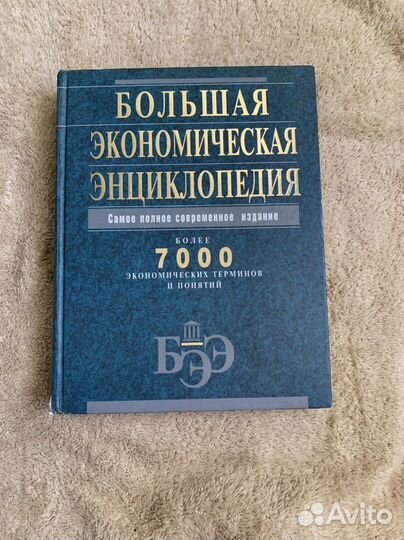 БОЛЬШАЯ
ЭКОНОМИЧЕСКАЯ
ЭНЦИКЛОПЕДИЯ
Самое полное современное издание
БОЛЕЕ
7000
ЭКОНОМИЧЕСКИХ ТЕРМИНОВ
И ПОНЯТИЙ
БЭЭ
Avito